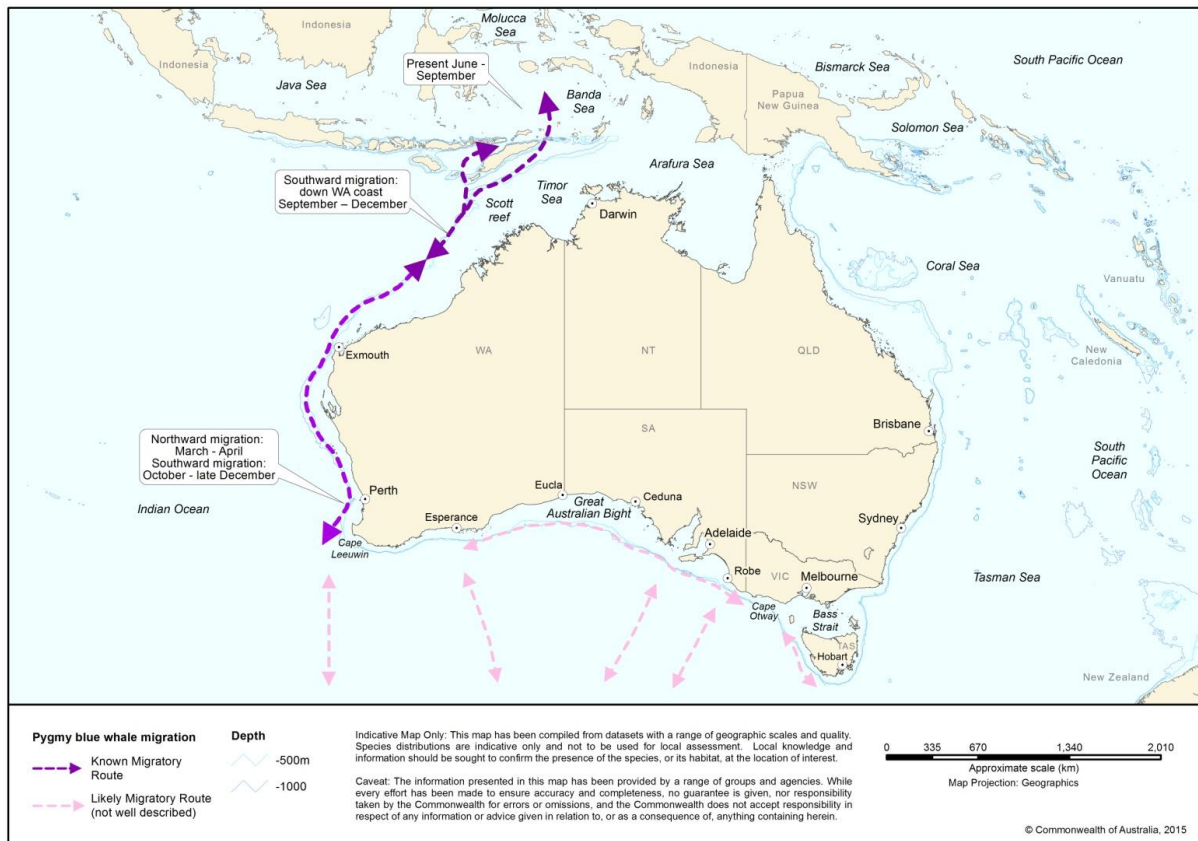 Indonesia
Molucca
Sea
Indonesia
Present June -
September
Indonesia
Bismarck Sea
South Pacific Ocean
Java Sea
Banda
Sea
Papua
New Guinea
Solomon Sea
Arafura Sea
Southward migration:
down WA coast
September – December
Timor
Sea
Scott
reef
Darwin
Coral Sea
Vanuatu
New
Caledonia
Exmouth
WA
NT
QLD
Brisbane
SA
Northward migration:
March - April
Southward migration:
October - late December
South
Pacific
Ocean
NSW
Indian Ocean
Perth
Eucla
Ceduna
Great
Australian Bight
Esperance
Sydney
Cape
Leeuwin
Adelaide
Robe
VIC
Melbourne
Tasman Sea
Cape
Otway
Bass
Strait
TAS
Hobart
New Zealand
Pygmy blue whale migration
Known Migratory
Route
Likely Migratory Route
(not well described)
Depth
-500m
-1000
Indicative Map Only: This map has been compiled from datasets with a range of geographic scales and quality.
Species distributions are indicative only and not to be used for local assessment. Local knowledge and
information should be sought to confirm the presence of the species, or its habitat, at the location of interest.
Caveat: The information presented in this map has been provided by a range of groups and agencies. While
every effort has been made to ensure accuracy and completeness, no guarantee is given, nor responsibility
taken by the Commonwealth for errors or omissions, and the Commonwealth does not accept responsibility in
respect of any information or advice given in relation to, or as a consequence of, anything containing herein.
0 335 670 1,340 2,010
Approximate scale (km)
Map Projection: Geographics
© Commonwealth of Australia, 2015